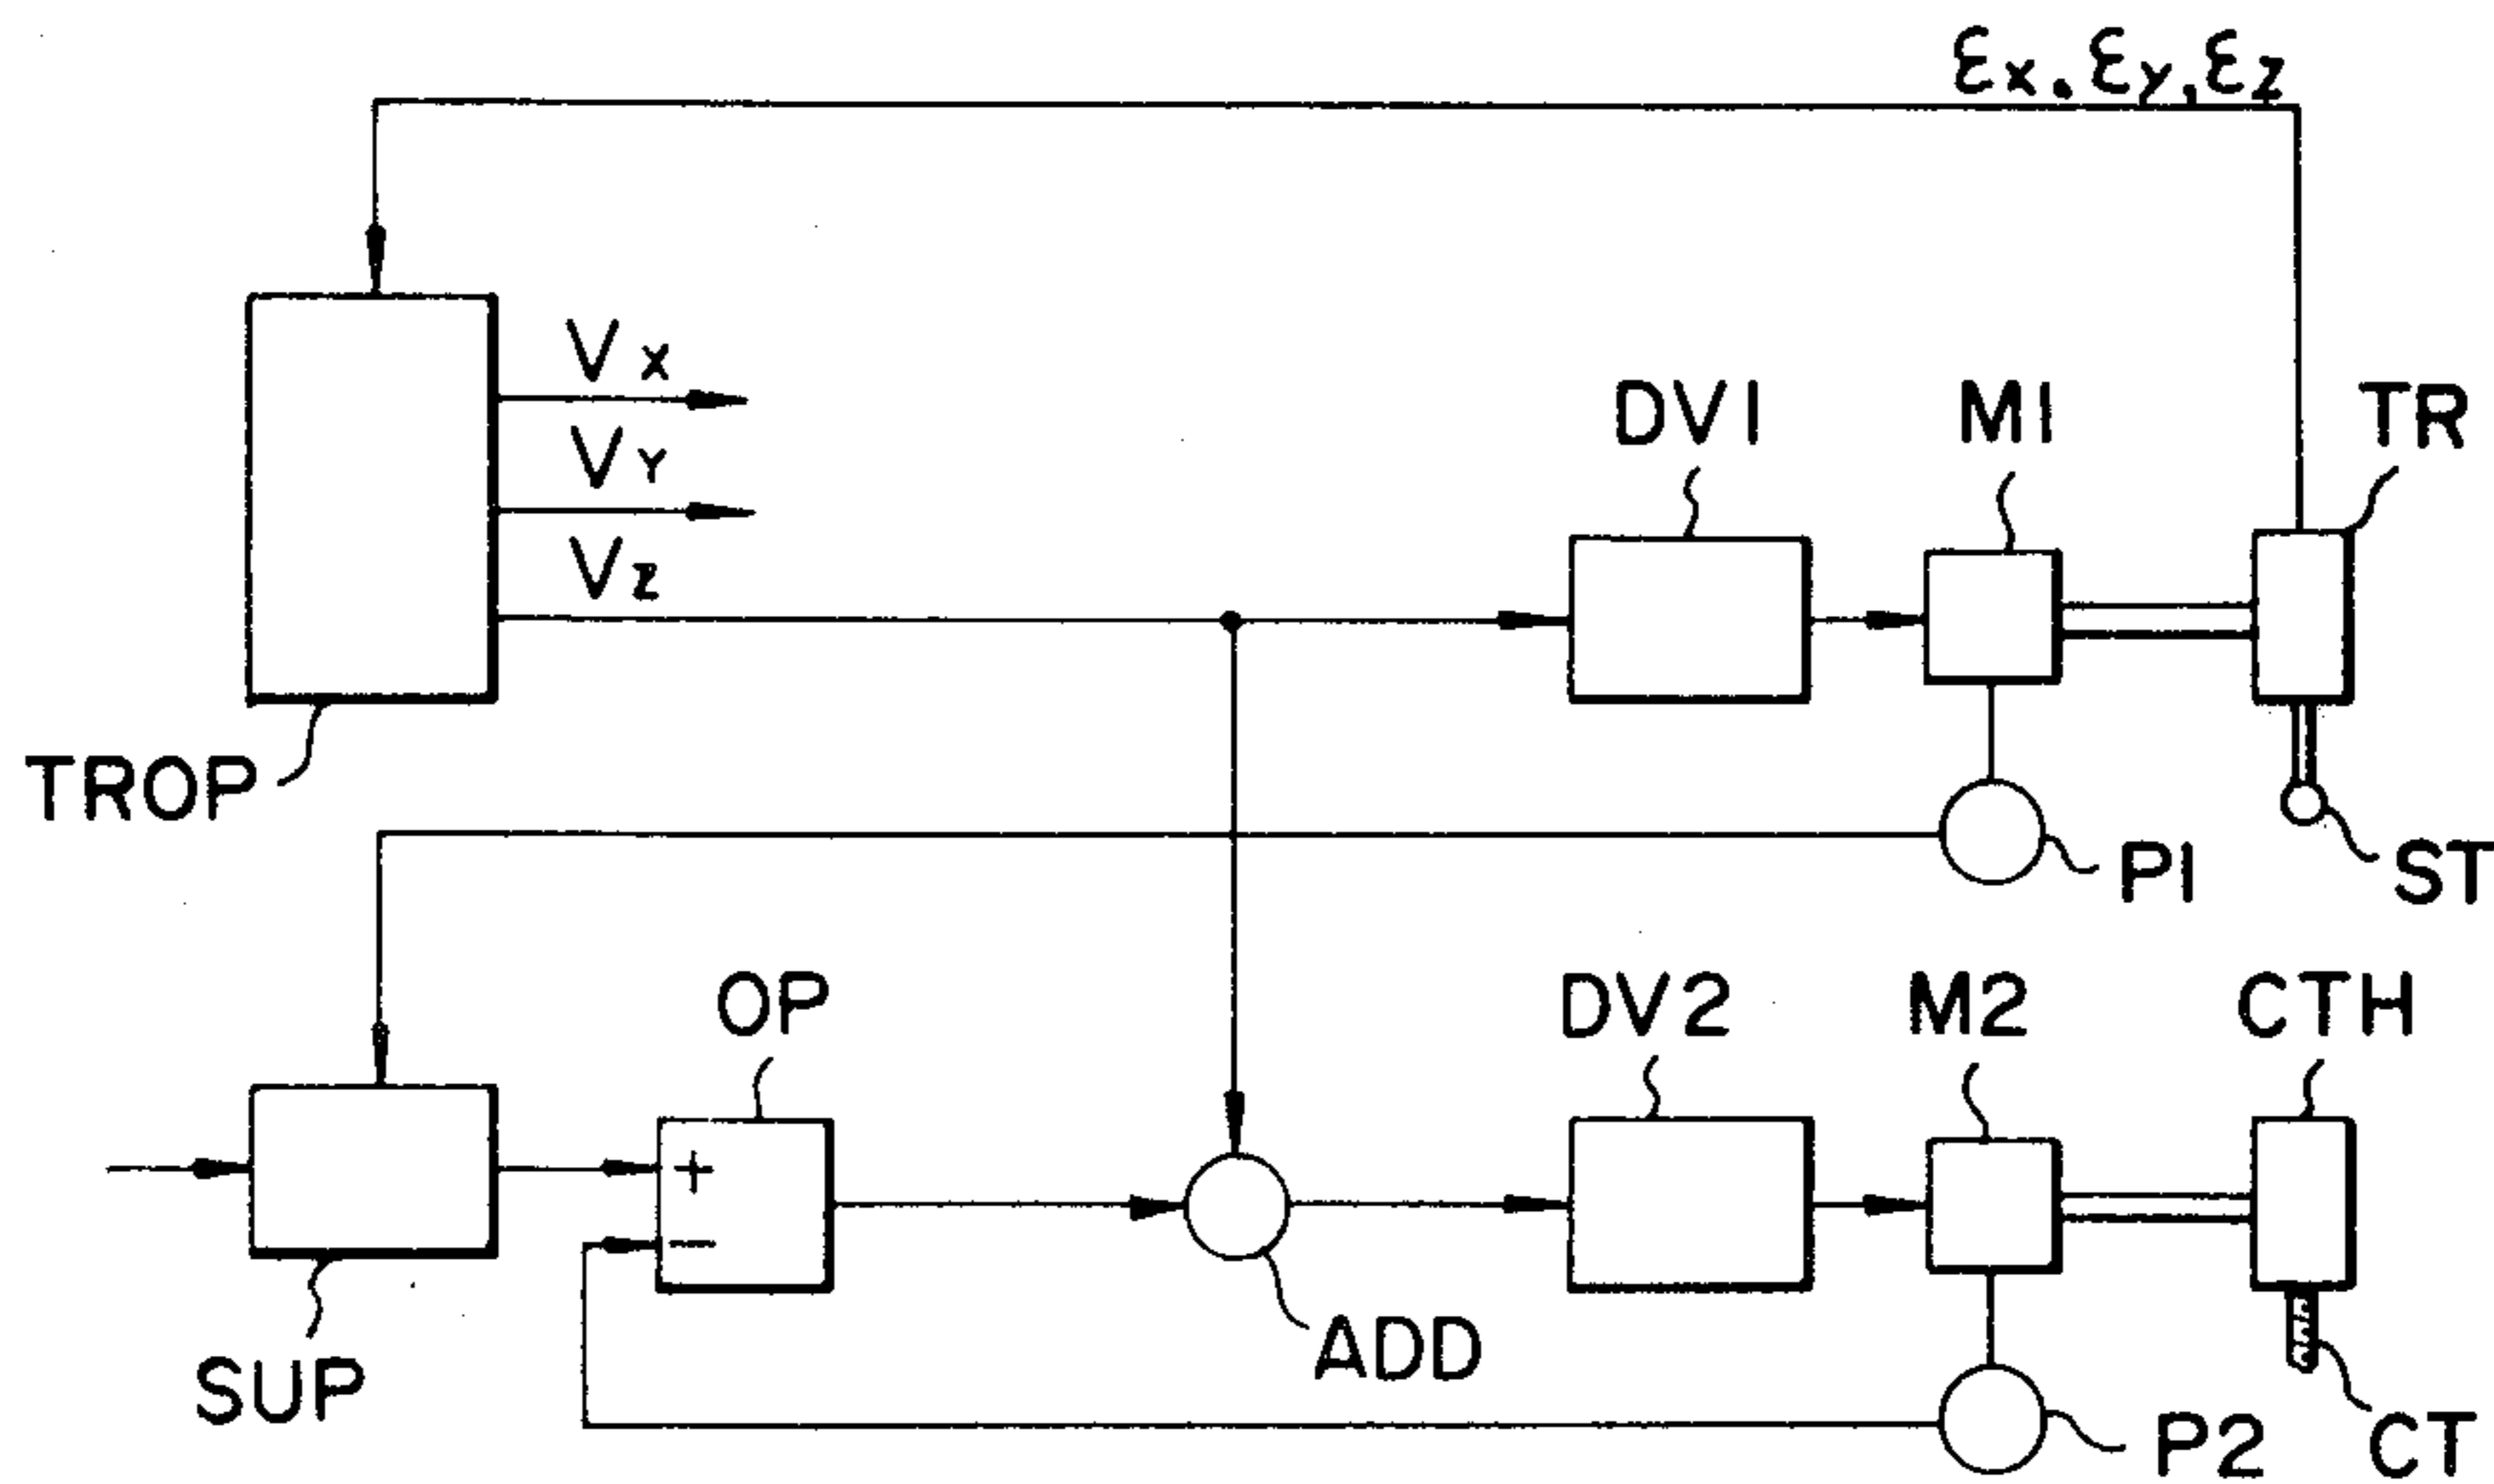 εx, εy, εz
Vx
VY
Vz
DV1
M1
TR
TROP
P1
ST
OP
DV2
M2
CTH
+
−
ADD
SUP
P2
CT